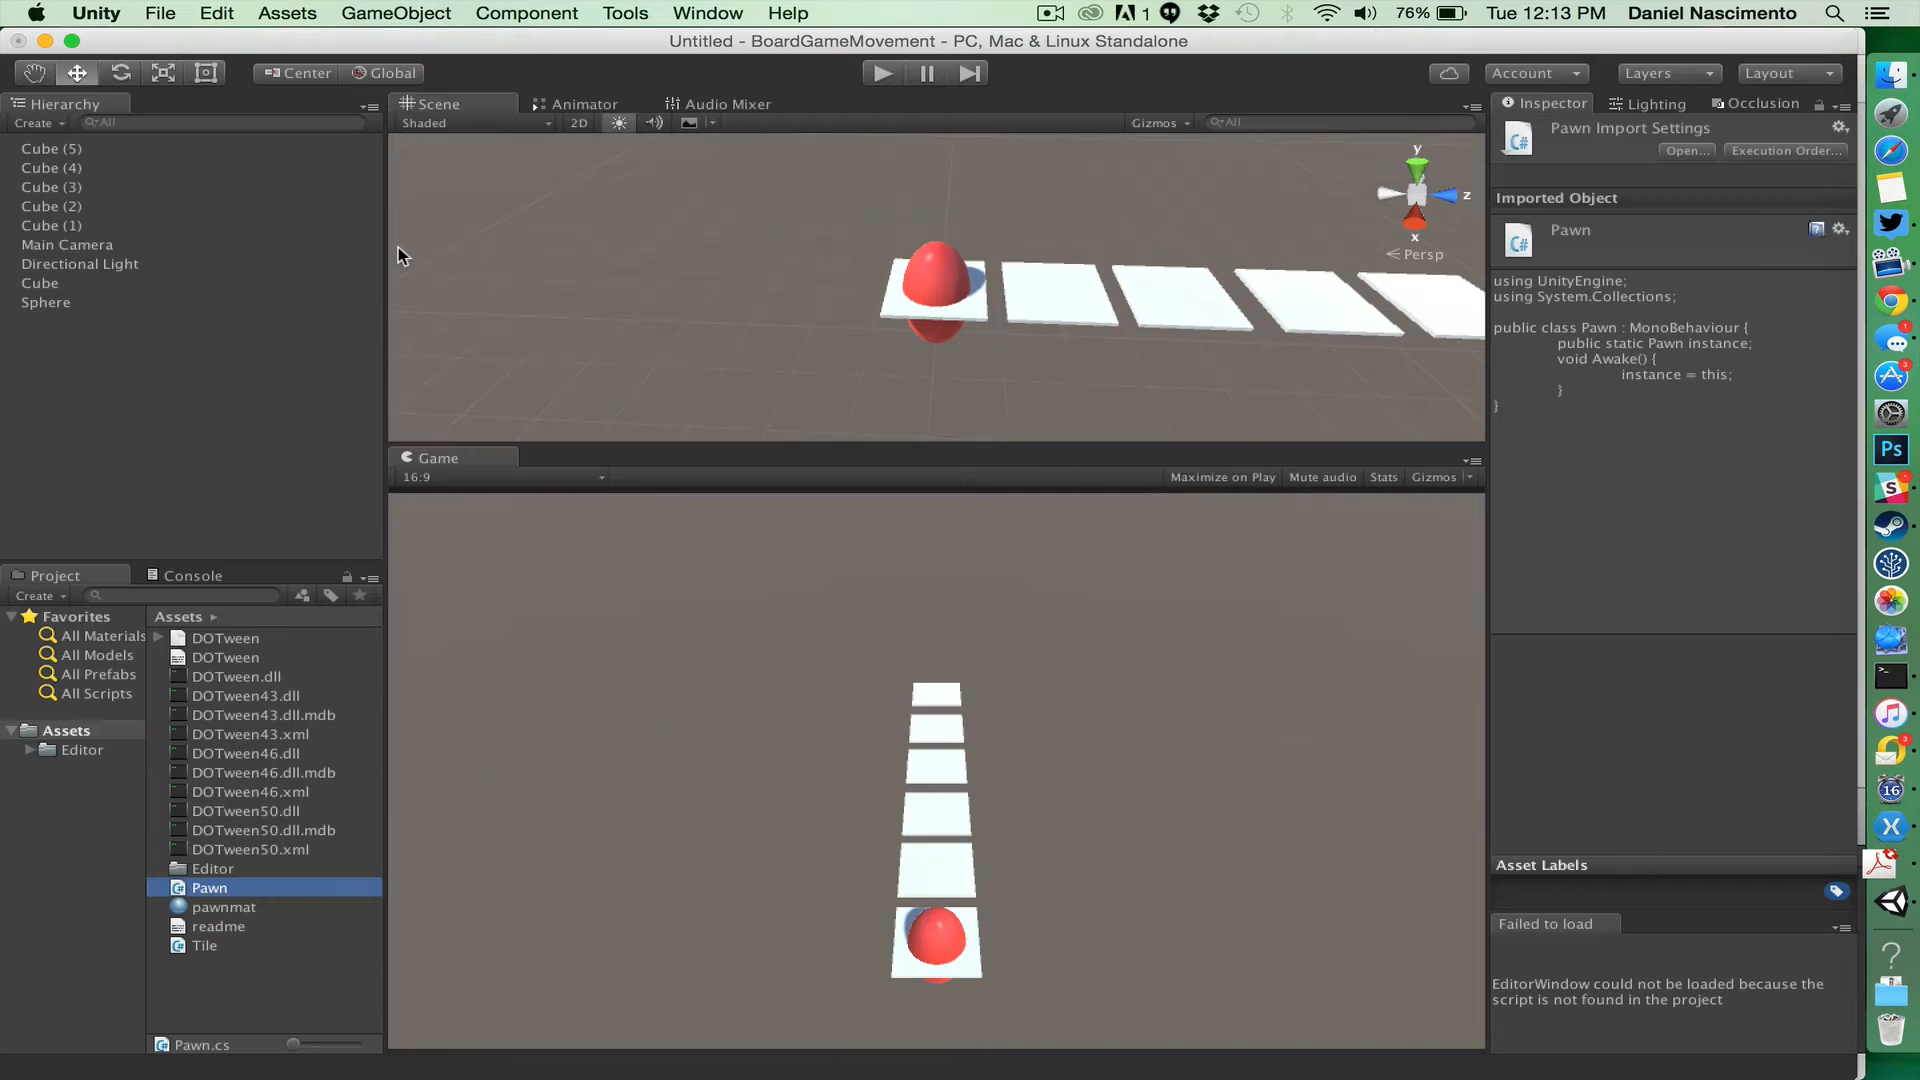 Unity File Edit Assets GameObject Component Tools Window Help 1 76% Tue 12:13 PM Daniel Nascimento
Untitled - BoardGameMovement - PC, Mac & Linux Standalone
Center Global Account Layers Layout
Hierarchy
Create All
Cube (5)
Cube (4)
Cube (3)
Cube (2)
Cube (1)
Main Camera
Directional Light
Cube
Sphere
Scene Animator Audio Mixer
Shaded 2D Gizmos All
y
z
x
Persp
Game
16:9 Maximize on Play Mute audio Stats Gizmos
Inspector Lighting Occlusion
Pawn Import Settings
Open... Execution Order...
Imported Object
Pawn
using UnityEngine;
using System.Collections;
public class Pawn : MonoBehaviour {
public static Pawn instance;
void Awake() {
instance = this;
}
}
Asset Labels
Failed to load
EditorWindow could not be loaded because the
script is not found in the project
Project Console
Create
Favorites
All Materials
All Models
All Prefabs
All Scripts
Assets
Editor
Assets
DOTween
DOTween
DOTween.dll
DOTween43.dll
DOTween43.dll.mdb
DOTween43.xml
DOTween46.dll
DOTween46.dll.mdb
DOTween46.xml
DOTween50.dll
DOTween50.dll.mdb
DOTween50.xml
Editor
Pawn
pawnmat
readme
Tile
Pawn.cs
1
3
Ps
S
3
16
X
?